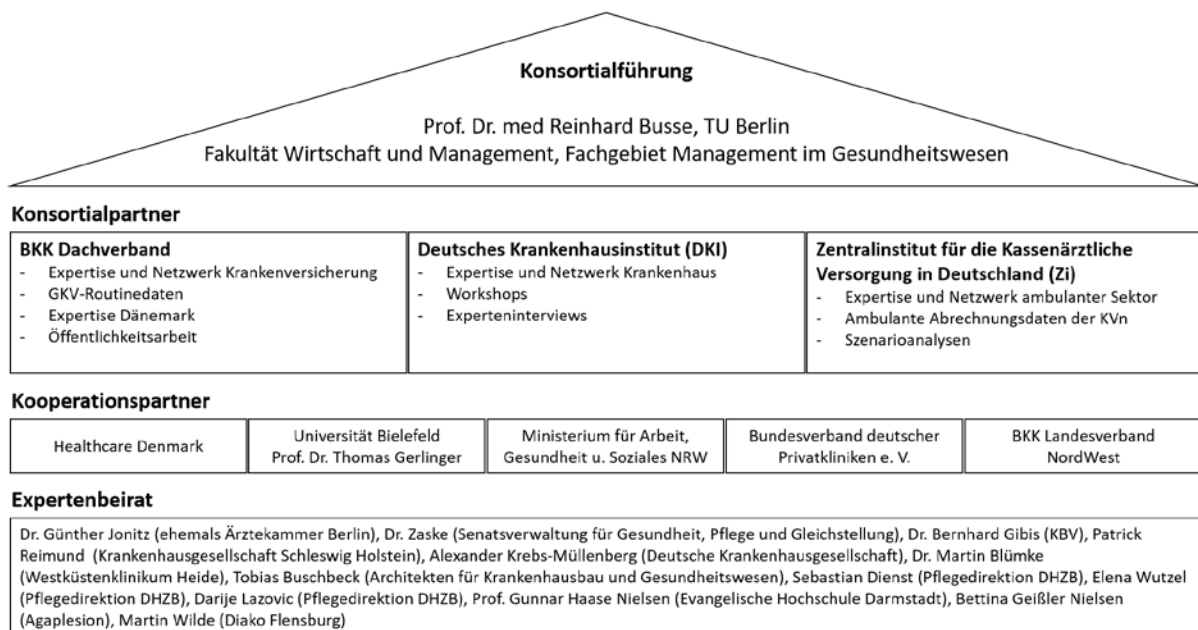 Konsortialführung
Prof. Dr. med Reinhard Busse, TU Berlin
Fakultät Wirtschaft und Management, Fachgebiet Management im Gesundheitswesen
Konsortialpartner
BKK Dachverband
- Expertise und Netzwerk Krankenversicherung
- GKV-Routinedaten
- Expertise Dänemark
- Öffentlichkeitsarbeit
Deutsches Krankenhausinstitut (DKI)
- Expertise und Netzwerk Krankenhaus
- Workshops
- Experteninterviews
Zentralinstitut für die Kassenärztliche
Versorgung in Deutschland (Zi)
- Expertise und Netzwerk ambulanter Sektor
- Ambulante Abrechnungsdaten der KVn
- Szenarioanalysen
Kooperationspartner
Healthcare Denmark
Universität Bielefeld
Prof. Dr. Thomas Gerlinger
Ministerium für Arbeit,
Gesundheit u. Soziales NRW
Bundesverband deutscher
Privatkliniken e. V.
BKK Landesverband
NordWest
Expertenbeirat
Dr. Günther Jonitz (ehemals Ärztekammer Berlin), Dr. Zaske (Senatsverwaltung für Gesundheit, Pflege und Gleichstellung), Dr. Bernhard Gibis (KBV), Patrick
Reimund (Krankenhausgesellschaft Schleswig Holstein), Alexander Krebs-Müllenberg (Deutsche Krankenhausgesellschaft), Dr. Martin Blümke
(Westküstenklinikum Heide), Tobias Buschbeck (Architekten für Krankenhausbau und Gesundheitswesen), Sebastian Dienst (Pflegedirektion DHZB), Elena Wutzel
(Pflegedirektion DHZB), Darije Lazovic (Pflegedirektion DHZB), Prof. Gunnar Haase Nielsen (Evangelische Hochschule Darmstadt), Bettina Geißler Nielsen
(Agaplesion), Martin Wilde (Diako Flensburg)